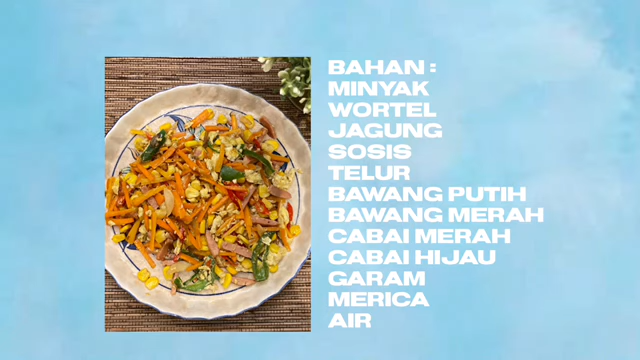 BAHAN :
MINYAK
WORTEL
JAGUNG
SOSIS
TELUR
BAWANG PUTIH
BAWANG MERAH
CABAI MERAH
CABAI HIJAU
GARAM
MERICA
AIR